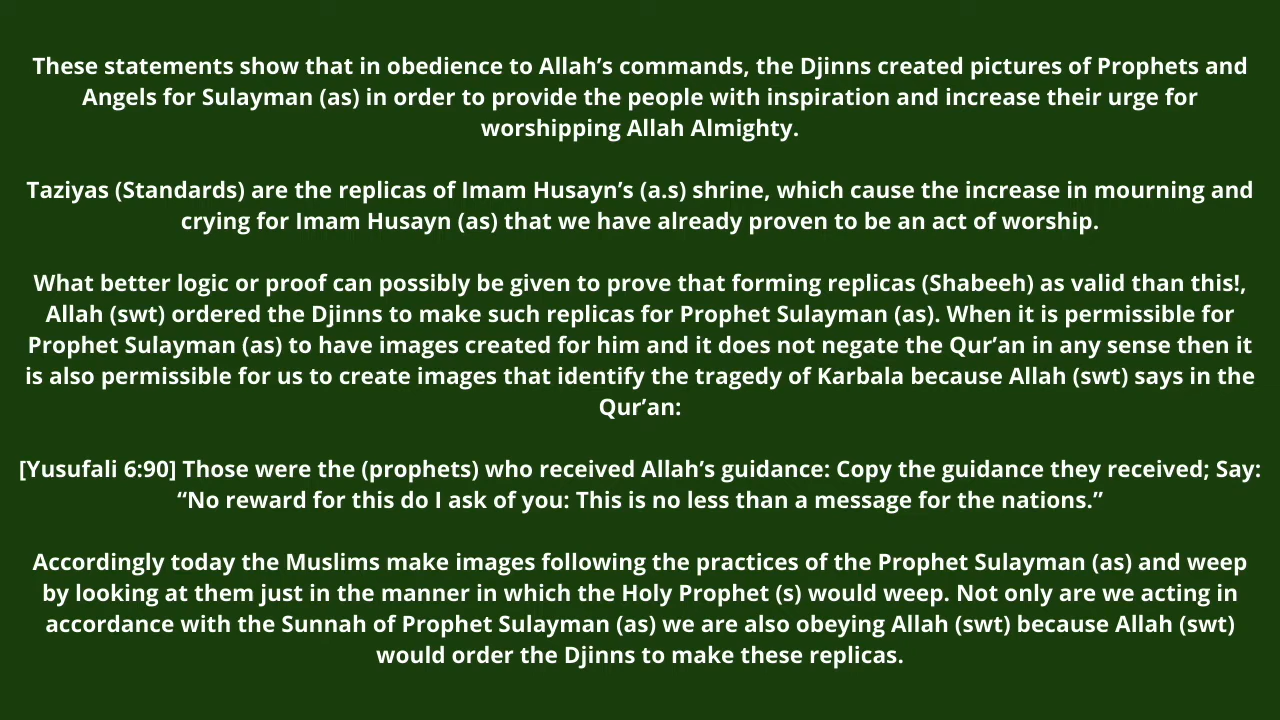 These statements show that in obedience to Allah’s commands, the Djinns created pictures of Prophets and
Angels for Sulayman (as) in order to provide the people with inspiration and increase their urge for
worshipping Allah Almighty.
Taziyas (Standards) are the replicas of Imam Husayn’s (a.s) shrine, which cause the increase in mourning and
crying for Imam Husayn (as) that we have already proven to be an act of worship.
What better logic or proof can possibly be given to prove that forming replicas (Shabeeh) as valid than this!,
Allah (swt) ordered the Djinns to make such replicas for Prophet Sulayman (as). When it is permissible for
Prophet Sulayman (as) to have images created for him and it does not negate the Qur’an in any sense then it
is also permissible for us to create images that identify the tragedy of Karbala because Allah (swt) says in the
Qur’an:
[Yusufali 6:90] Those were the (prophets) who received Allah’s guidance: Copy the guidance they received; Say:
“No reward for this do I ask of you: This is no less than a message for the nations.”
Accordingly today the Muslims make images following the practices of the Prophet Sulayman (as) and weep
by looking at them just in the manner in which the Holy Prophet (s) would weep. Not only are we acting in
accordance with the Sunnah of Prophet Sulayman (as) we are also obeying Allah (swt) because Allah (swt)
would order the Djinns to make these replicas.